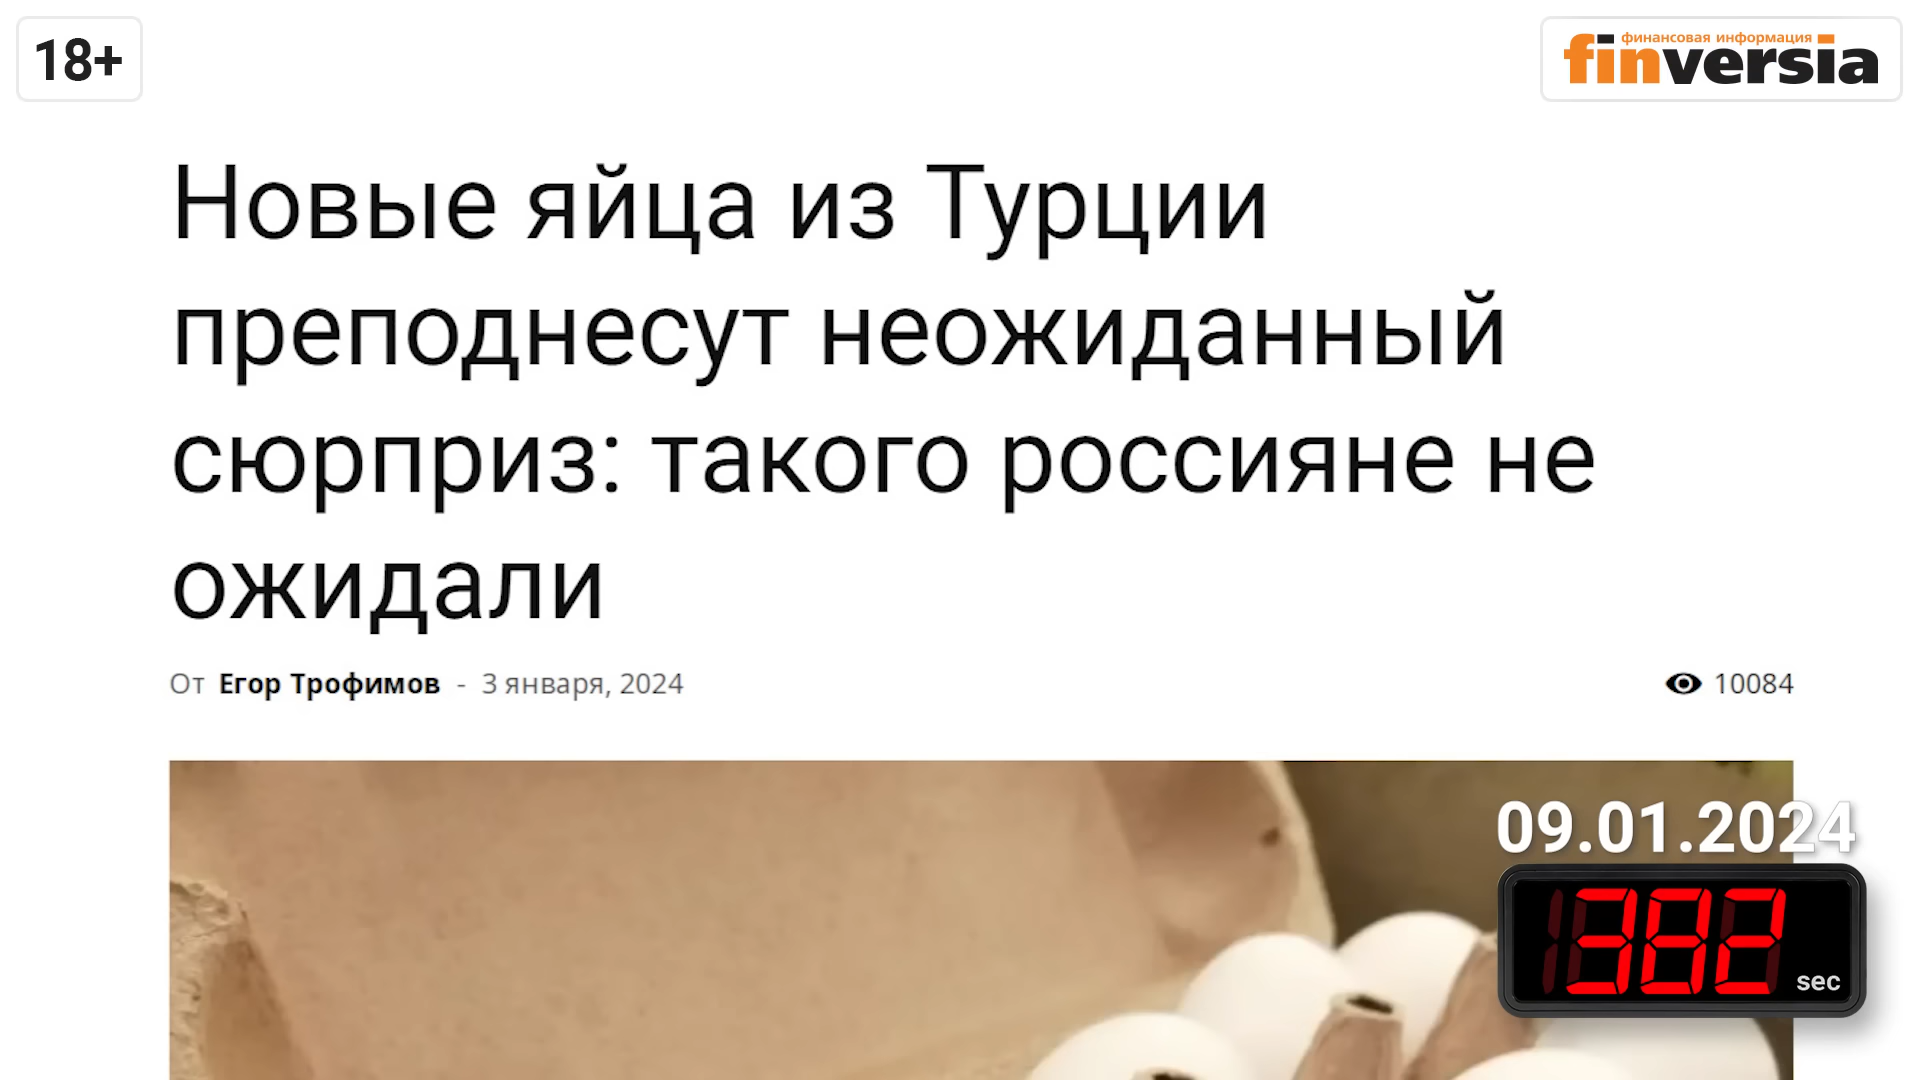 18+
финансовая информация
finversia
Новые яйца из Турции
преподнесут неожиданный
сюрприз: такого россияне не
ожидали
От Егор Трофимов - 3 января, 2024
10084
09.01.2024
382
sec